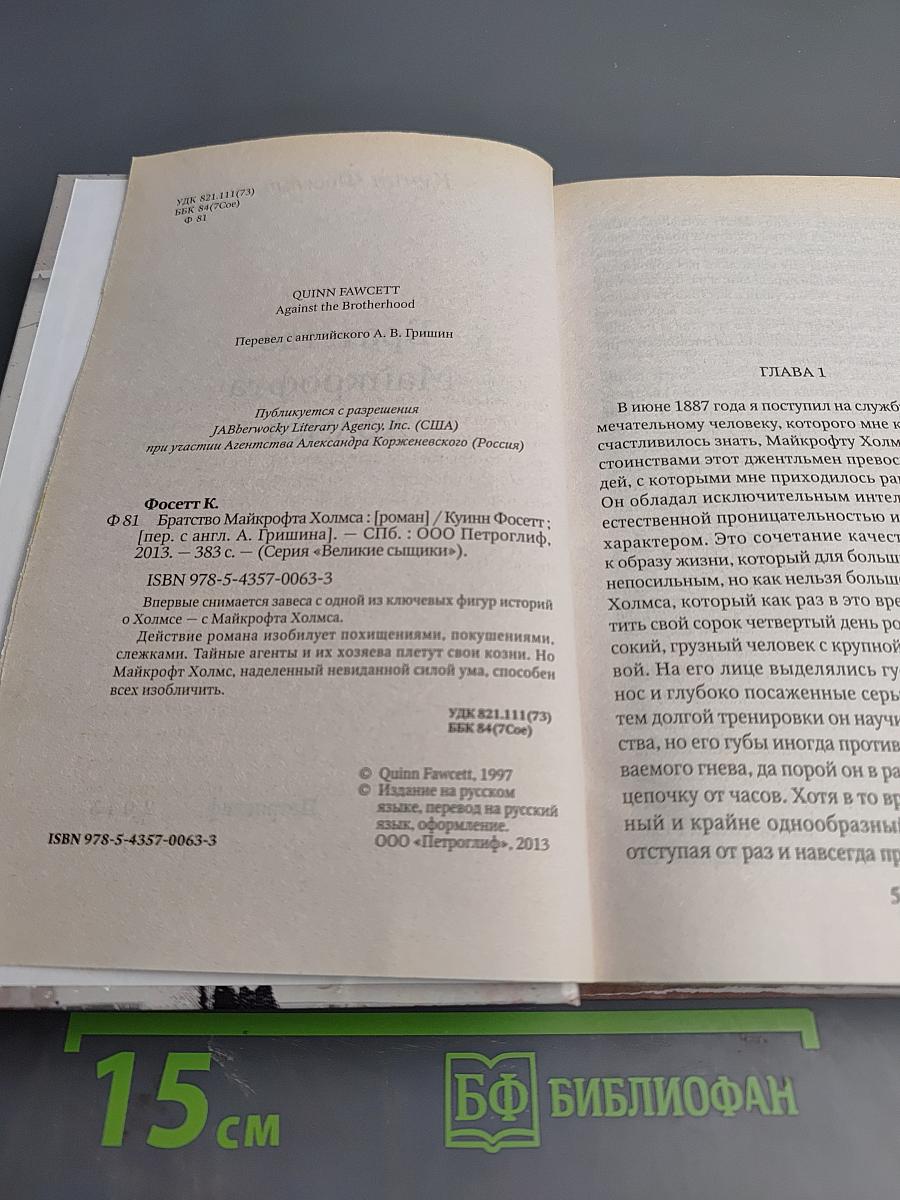 УДК 821.111(73)
ББК 84(7Сое)
Ф 81
QUINN FAWCETT
Against the Brotherhood
Перевел с английского А. В. Гришин
Публикуется с разрешения
JABberwocky Literary Agency, Inc. (США)
при участии Агентства Александра Корженевского (Россия)
Фосетт К.
Ф 81 Братство Майкрофта Холмса : [роман] / Куинн Фосетт ;
[пер. с англ. А. Гришина]. — СПб. : ООО Петроглиф,
2013. — 383 с. — (Серия «Великие сыщики»).
ISBN 978-5-4357-0063-3
Впервые снимается завеса с одной из ключевых фигур историй
о Холмсе — с Майкрофта Холмса.
Действие романа изобилует похищениями, покушениями,
слежками. Тайные агенты и их хозяева плетут свои козни. Но
Майкрофт Холмс, наделенный невиданной силой ума, способен
всех изобличить.
УДК 821.111(73)
ББК 84(7Сое)
© Quinn Fawcett, 1997
© Издание на русском
языке, перевод на русский
язык, оформление.
ООО «Петроглиф», 2013
ISBN 978-5-4357-0063-3
ГЛАВА 1
В июне 1887 года я поступил на служб
мечательному человеку, которого мне к
счастливилось знать, Майкрофту Холм
стоинствами этот джентльмен превос
дей, с которыми мне приходилось ра
Он обладал исключительным интел
естественной проницательностью и
характером. Это сочетание качест
к образу жизни, который для больш
непосильным, но как нельзя больш
Холмса, который как раз в это вре
тить свой сорок четвертый день ро
сокий, грузный человек с крупной
вой. На его лице выделялись гу
нос и глубоко посаженные серы
тем долгой тренировки он научи
ства, но его губы иногда против
ваемого гнева, да порой он в ра
цепочку от часов. Хотя в то вр
ный и крайне однообразны
отступая от раз и навсегда пр
5
15 см
БФ БИБЛИОФАН